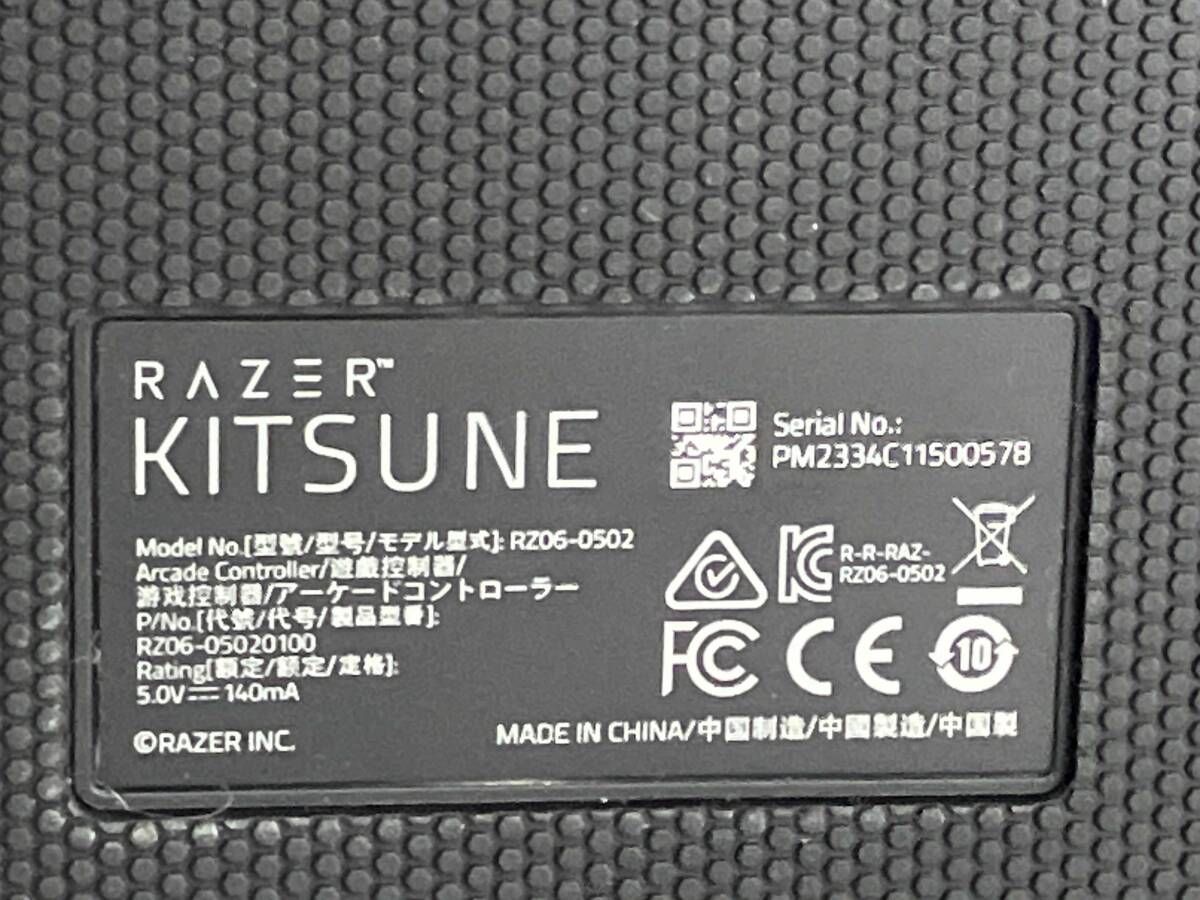 RAZER™
KITSUNE
Model No.[型號/型号/モデル型式]: RZ06-0502
Arcade Controller/遊戲控制器/
游戏控制器/アーケードコントローラー
P/No.[代號/代号/製品型番]:
RZ06-05020100
Rating[額定/额定/定格]:
5.0V⎓140mA
©RAZER INC.
Serial No.:
PM2334C11500578
R-R-RAZ-
RZ06-0502
FC CE 10
MADE IN CHINA/中国制造/中國製造/中国製